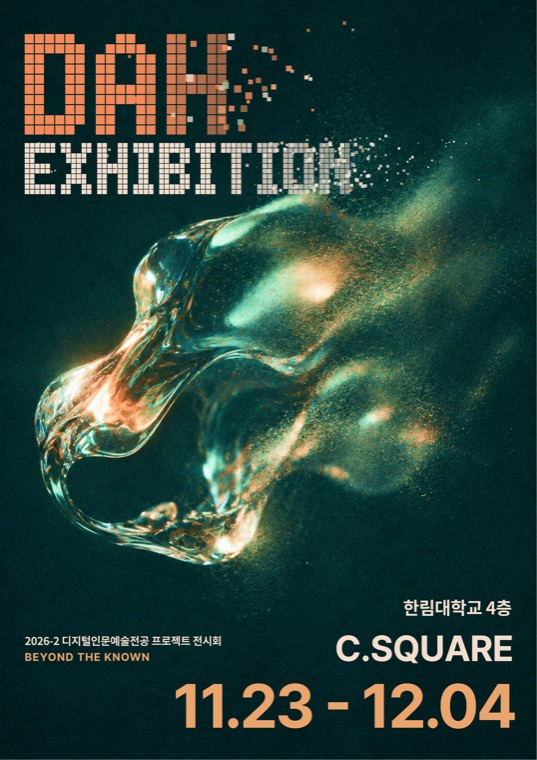 DAH
EXHIBITION
한림대학교 4층
C.SQUARE
2026-2 디지털인문예술전공 프로젝트 전시회
BEYOND THE KNOWN
11.23 - 12.04